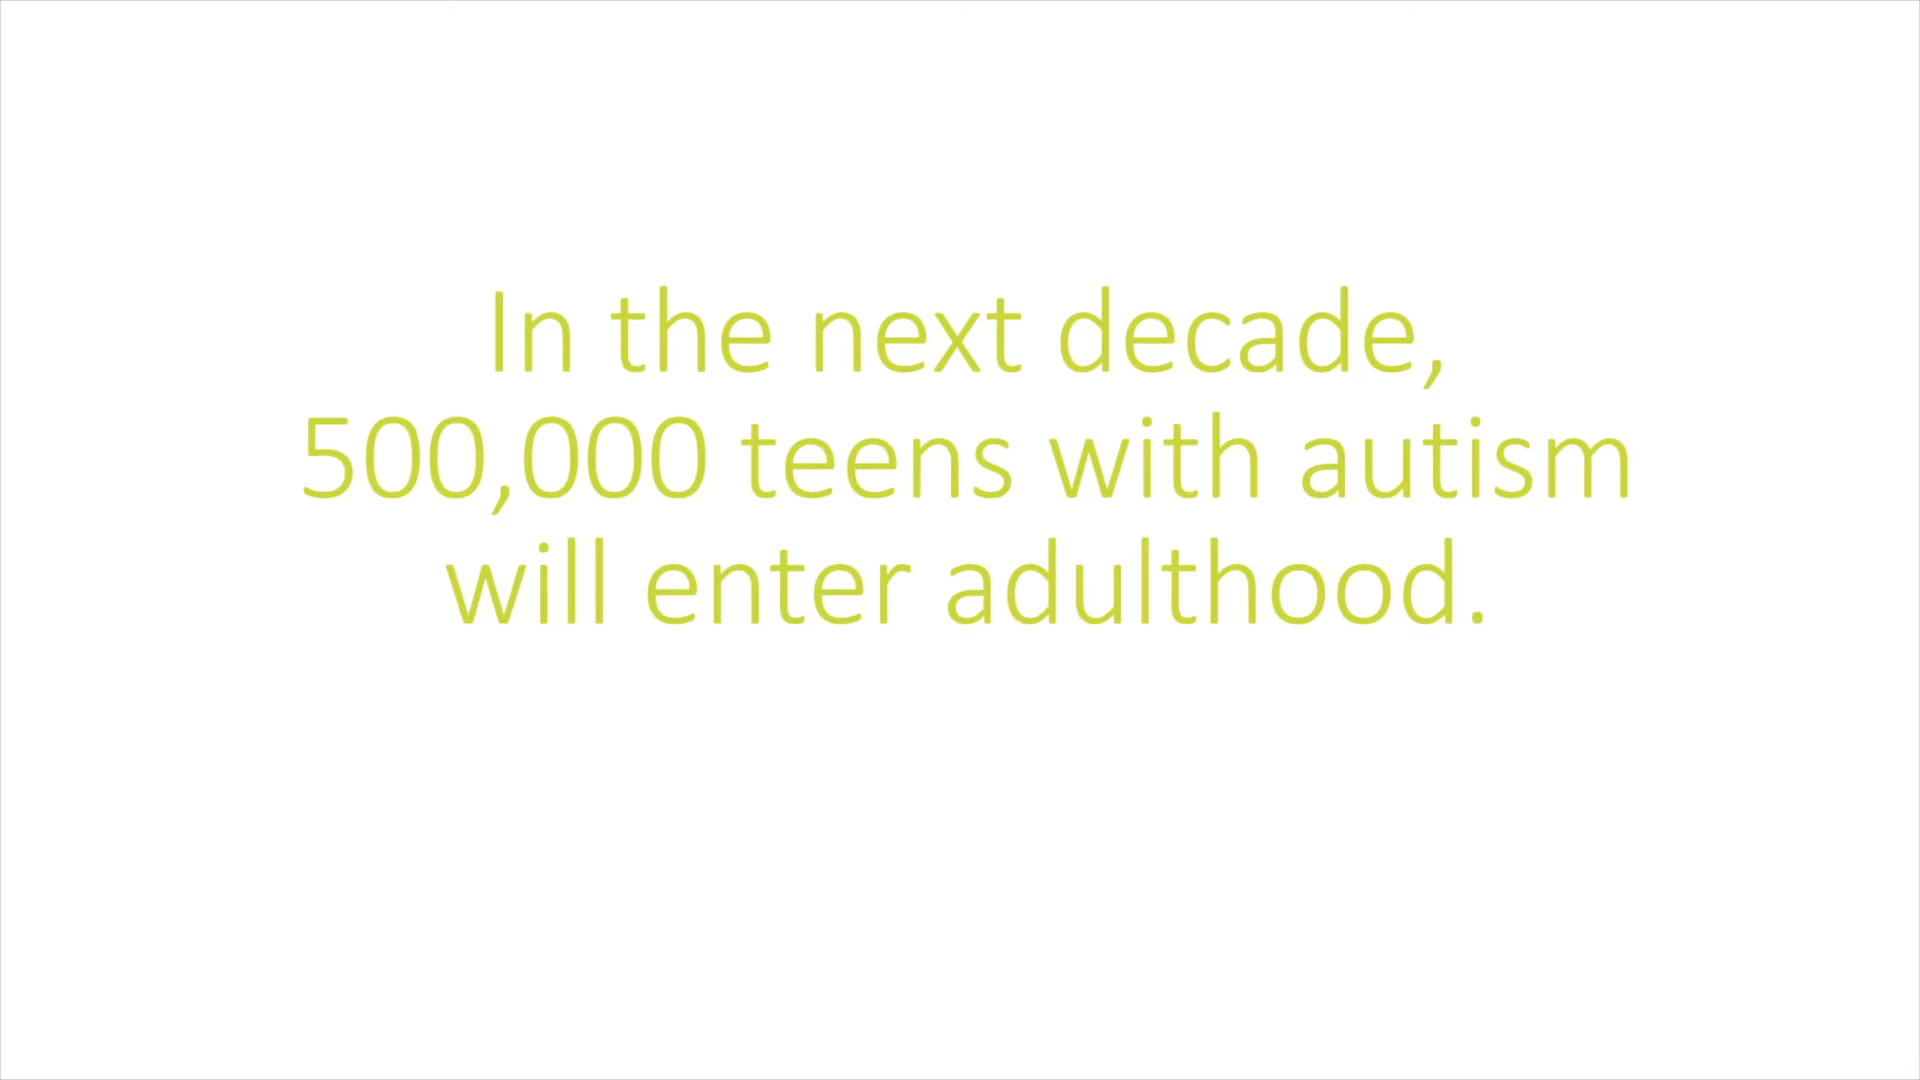 In the next decade,
500,000 teens with autism
will enter adulthood.